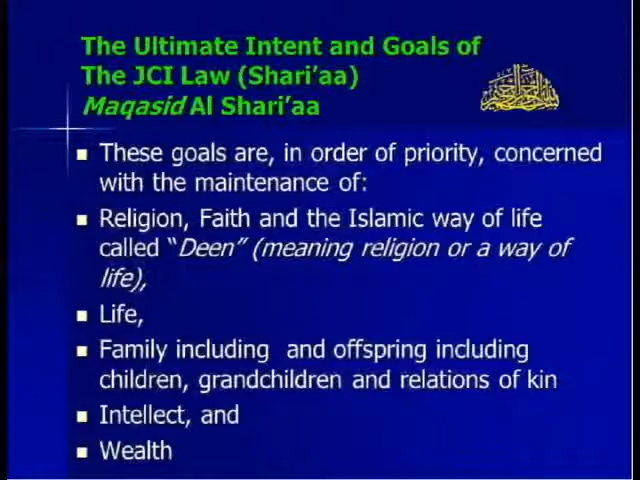 The Ultimate Intent and Goals of
The JCI Law (Shari’aa)
Maqasid Al Shari’aa
These goals are, in order of priority, concerned
with the maintenance of:
Religion, Faith and the Islamic way of life
called “Deen” (meaning religion or a way of
life),
Life,
Family including  and offspring including
children, grandchildren and relations of kin
Intellect, and
Wealth